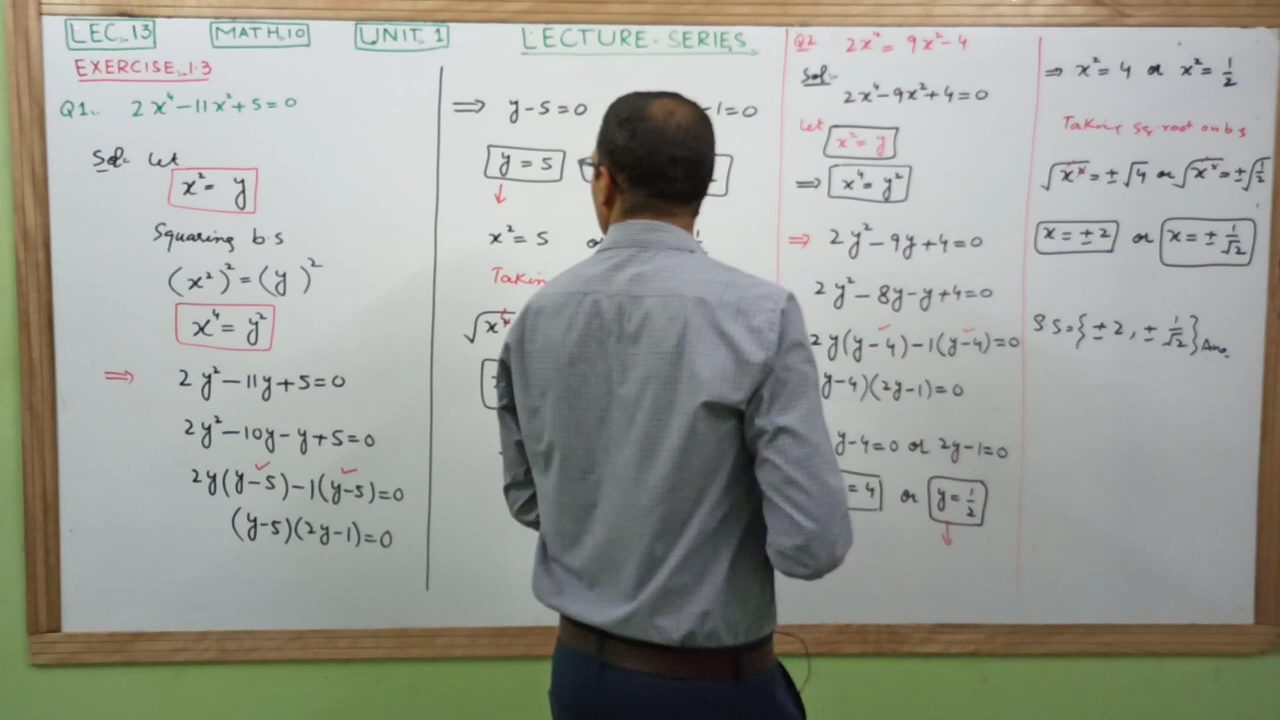 LEC. 13 MATH. 10 UNIT. 1 LECTURE - SERIES.
EXERCISE. 1.3
Q1. 2x⁴-11x²+5=0
Sol. Let
x²= y
Squaring b.s
(x²)²=(y)²
x⁴= y²
⇒ 2y²-11y+5=0
2y²-10y-y+5=0
2y(y-5)-1(y-5)=0
(y-5)(2y-1)=0
⇒ y-5=0 -1=0
y=5
↓
x²=5
√x
Q2 2x⁴= 9x²-4
Sol.
2x⁴-9x²+4=0
Let x²= y
⇒ x⁴= y²
⇒ 2y²-9y+4=0
2y²-8y-y+4=0
2y(y-4)-1(y-4)=0
y-4)(2y-1)=0
y-4=0 or 2y-1=0
= 4 or y=1/2
↓
⇒ x²=4 or x²=1/2
Taking sq. root on b.s
√x²=±√4 or √x²=±√1/2
x=±2 or x=±1/√2
S.S={±2, ±1/√2} Ans.